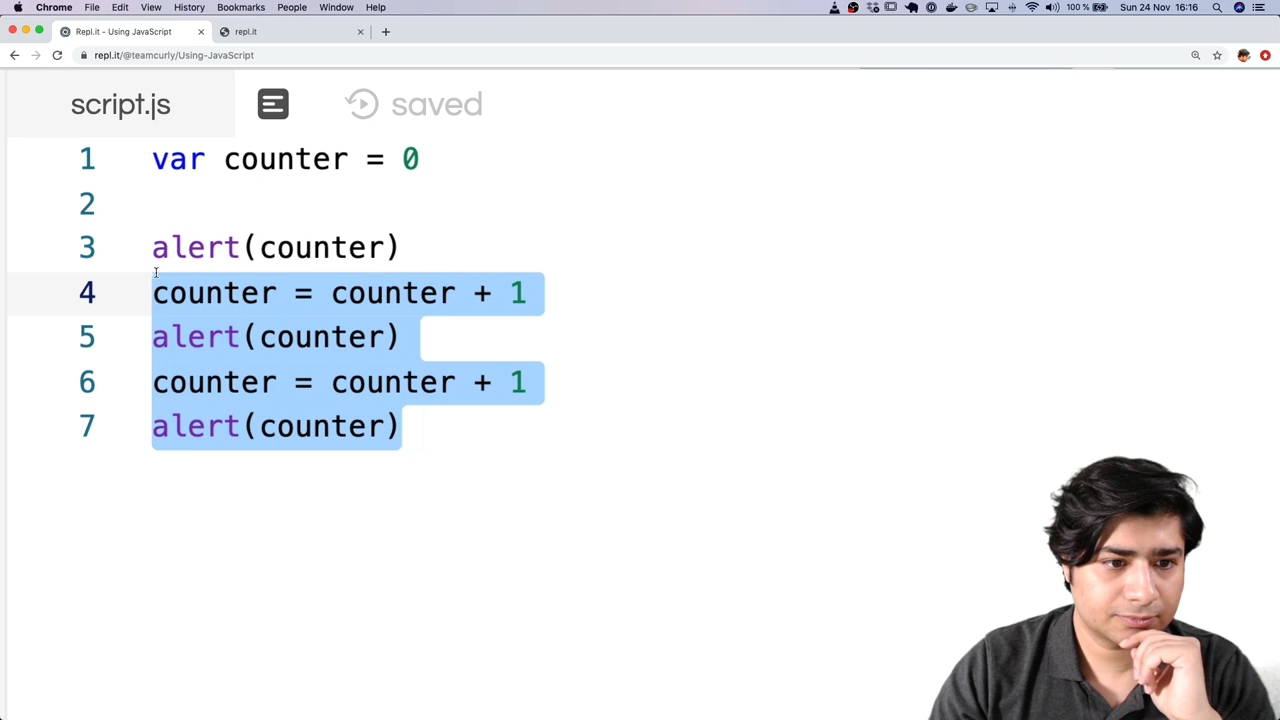 Chrome File Edit View History Bookmarks People Window Help 100 % Sun 24 Nov 16:16
Repl.it - Using JavaScript repl.it
repl.it/@teamcurly/Using-JavaScript
script.js saved
1 var counter = 0
2
3 alert(counter)
4 counter = counter + 1
5 alert(counter)
6 counter = counter + 1
7 alert(counter)